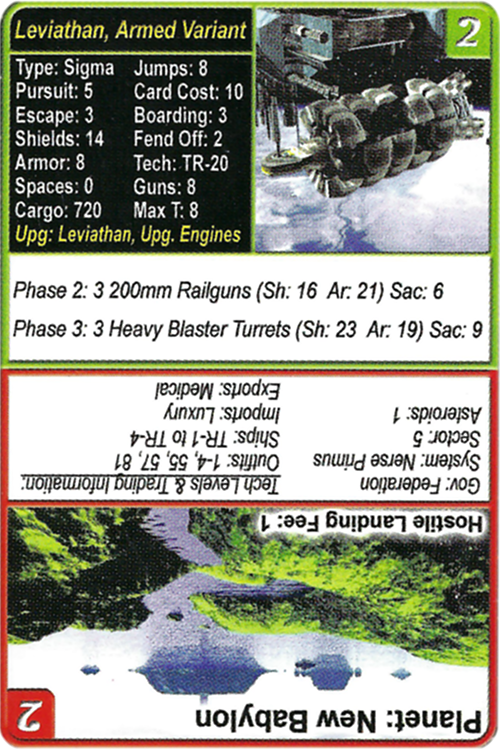 Leviathan, Armed Variant
2
Type: Sigma Jumps: 8
Pursuit: 5 Card Cost: 10
Escape: 3 Boarding: 3
Shields: 14 Fend Off: 2
Armor: 8 Tech: TR-20
Spaces: 0 Guns: 8
Cargo: 720 Max T: 8
Upg: Leviathan, Upg. Engines
Phase 2: 3 200mm Railguns (Sh: 16 Ar: 21) Sac: 6
Phase 3: 3 Heavy Blaster Turrets (Sh: 23 Ar: 19) Sac: 9
Planet: New Babylon
2
Hostile Landing Fee: 1
Gov: Federation
System: Nerse Primus
Sector: 5
Asteroids: 1
Tech Levels & Trading Information:
Outfits: 1-4, 55, 57, 81
Ships: TR-1 to TR-4
Imports: Luxury
Exports: Medical